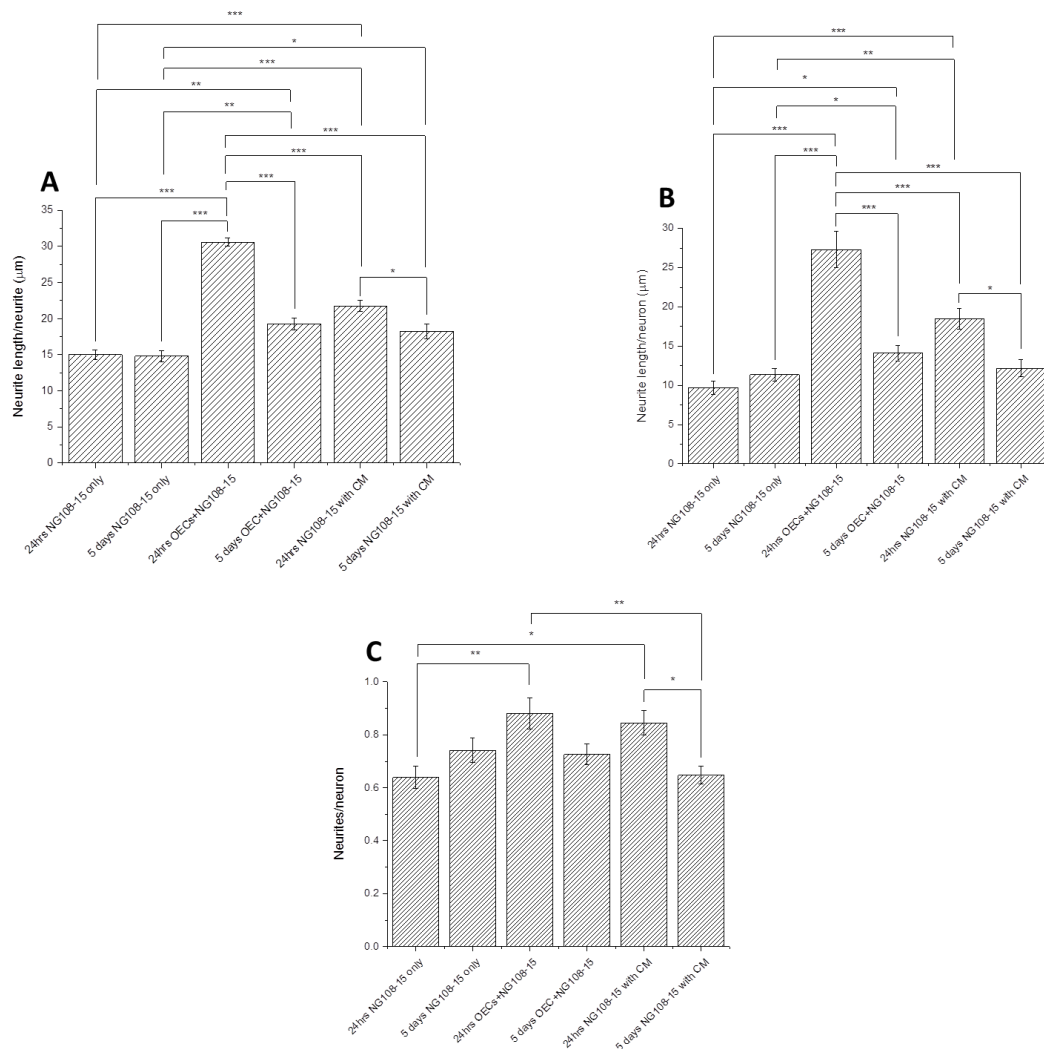 ***
*
***
**
**
***
***
***
***
***
*
A
Neurite length/neurite (μm)
35
30
25
20
15
10
5
0
24hrs NG108-15 only
5 days NG108-15 only
24hrs OECs+NG108-15
5 days OEC+NG108-15
24hrs NG108-15 with CM
5 days NG108-15 with CM
***
**
*
*
***
***
***
***
***
*
B
Neurite length/neuron (μm)
30
25
20
15
10
5
0
24hrs NG108-15 only
5 days NG108-15 only
24hrs OECs+NG108-15
5 days OEC+NG108-15
24hrs NG108-15 with CM
5 days NG108-15 with CM
**
*
**
*
C
Neurites/neuron
1.0
0.8
0.6
0.4
0.2
0.0
24hrs NG108-15 only
5 days NG108-15 only
24hrs OECs+NG108-15
5 days OEC+NG108-15
24hrs NG108-15 with CM
5 days NG108-15 with CM